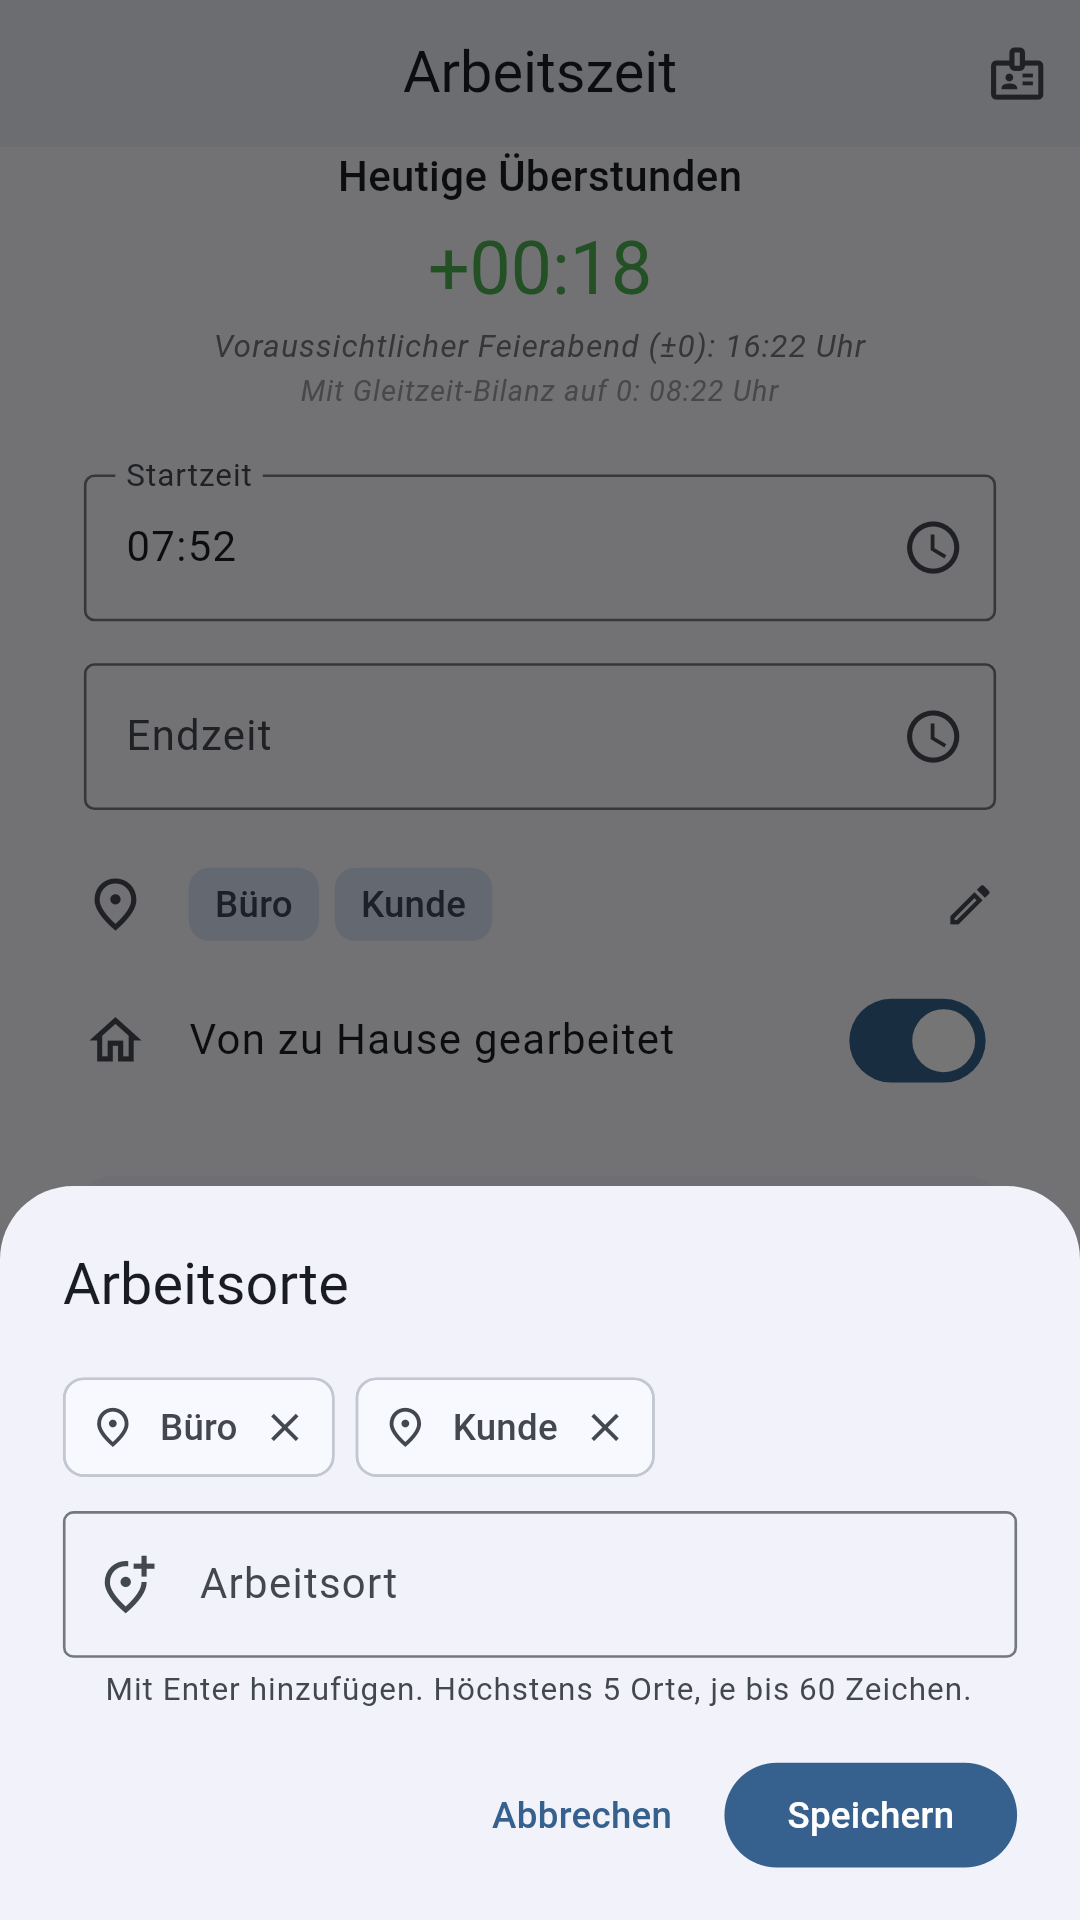 Arbeitszeit
Heutige Überstunden
+00:18
Voraussichtlicher Feierabend (±0): 16:22 Uhr
Mit Gleitzeit-Bilanz auf 0: 08:22 Uhr
Startzeit
07:52
Endzeit
Büro Kunde
Von zu Hause gearbeitet
Arbeitsorte
Büro Kunde
Arbeitsort
Mit Enter hinzufügen. Höchstens 5 Orte, je bis 60 Zeichen.
Abbrechen Speichern